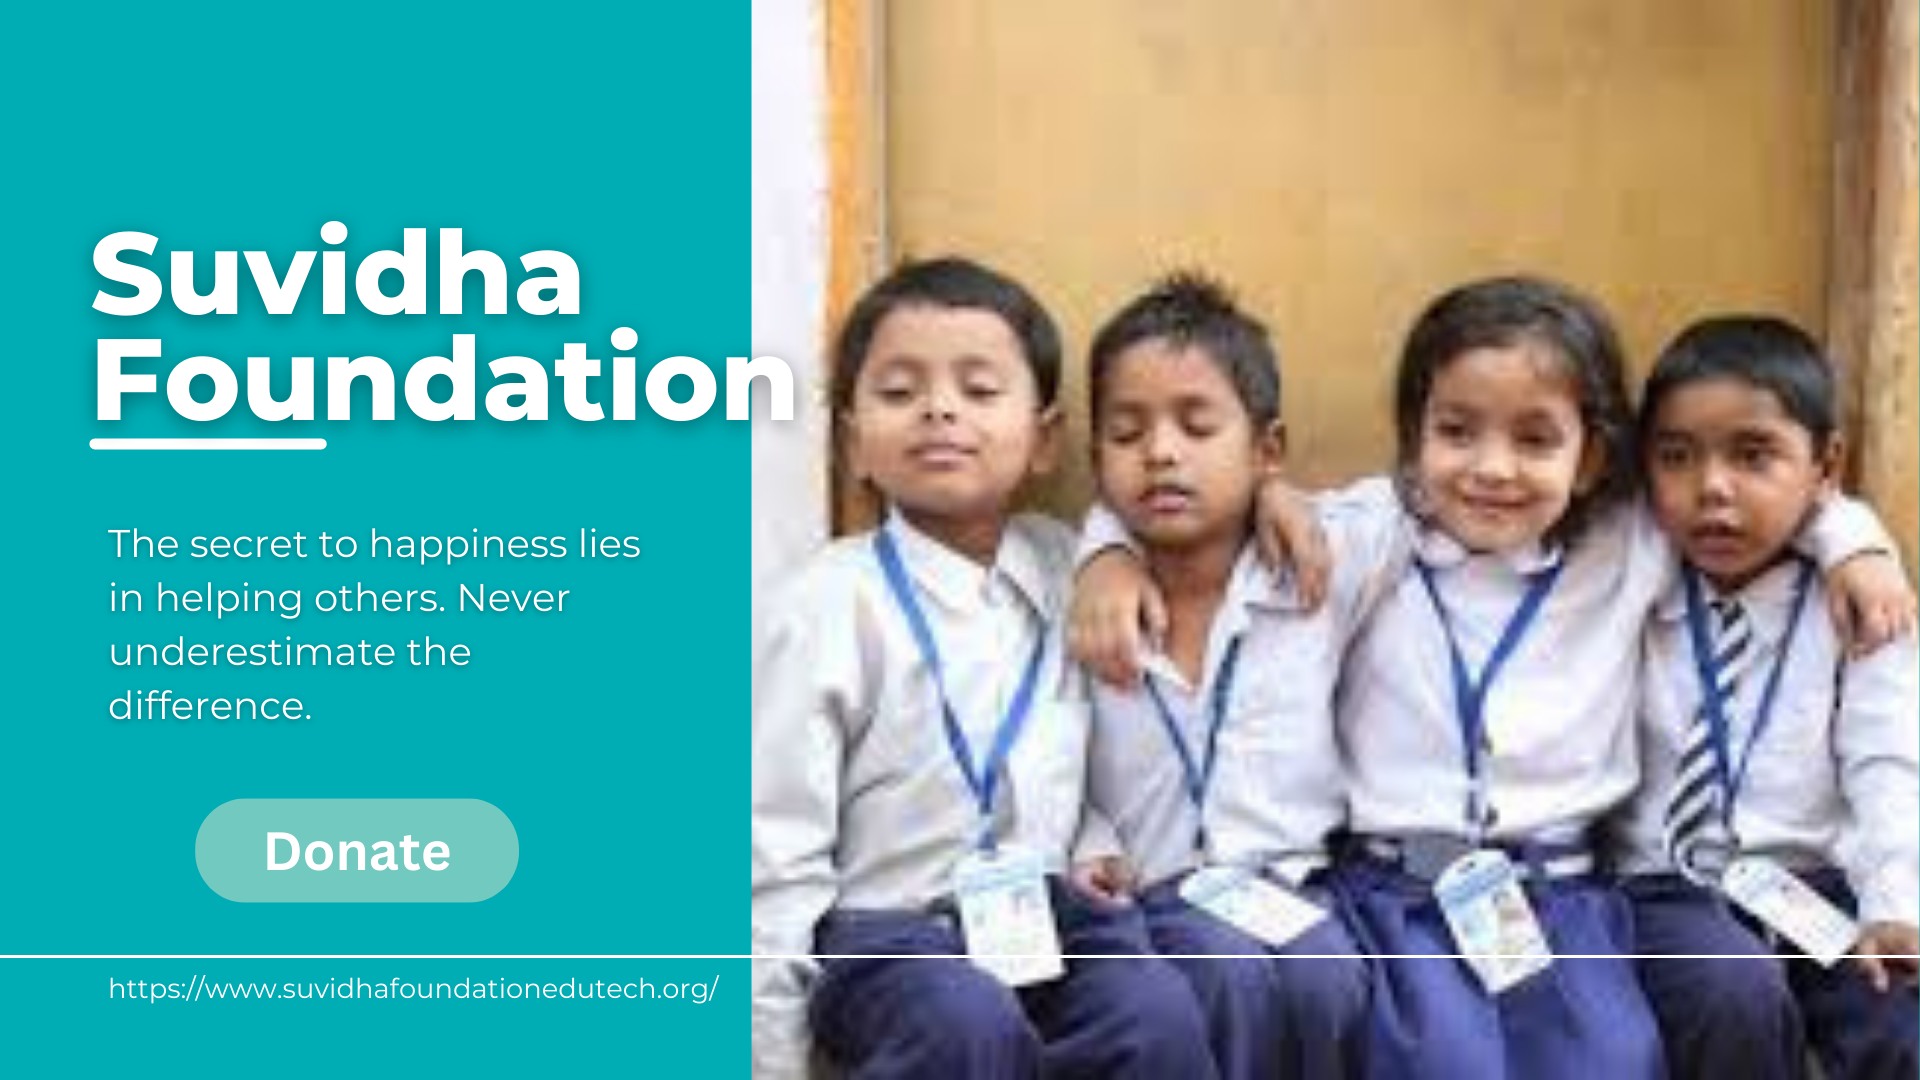 Suvidha
Foundation
The secret to happiness lies
in helping others. Never
underestimate the
difference.
Donate
https://www.suvidhafoundationedutech.org/